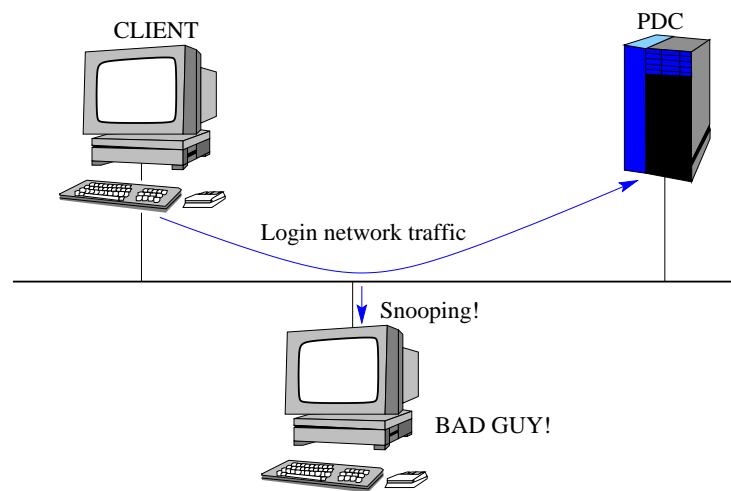 CLIENT
PDC
Login network traffic
Snooping!
BAD GUY!